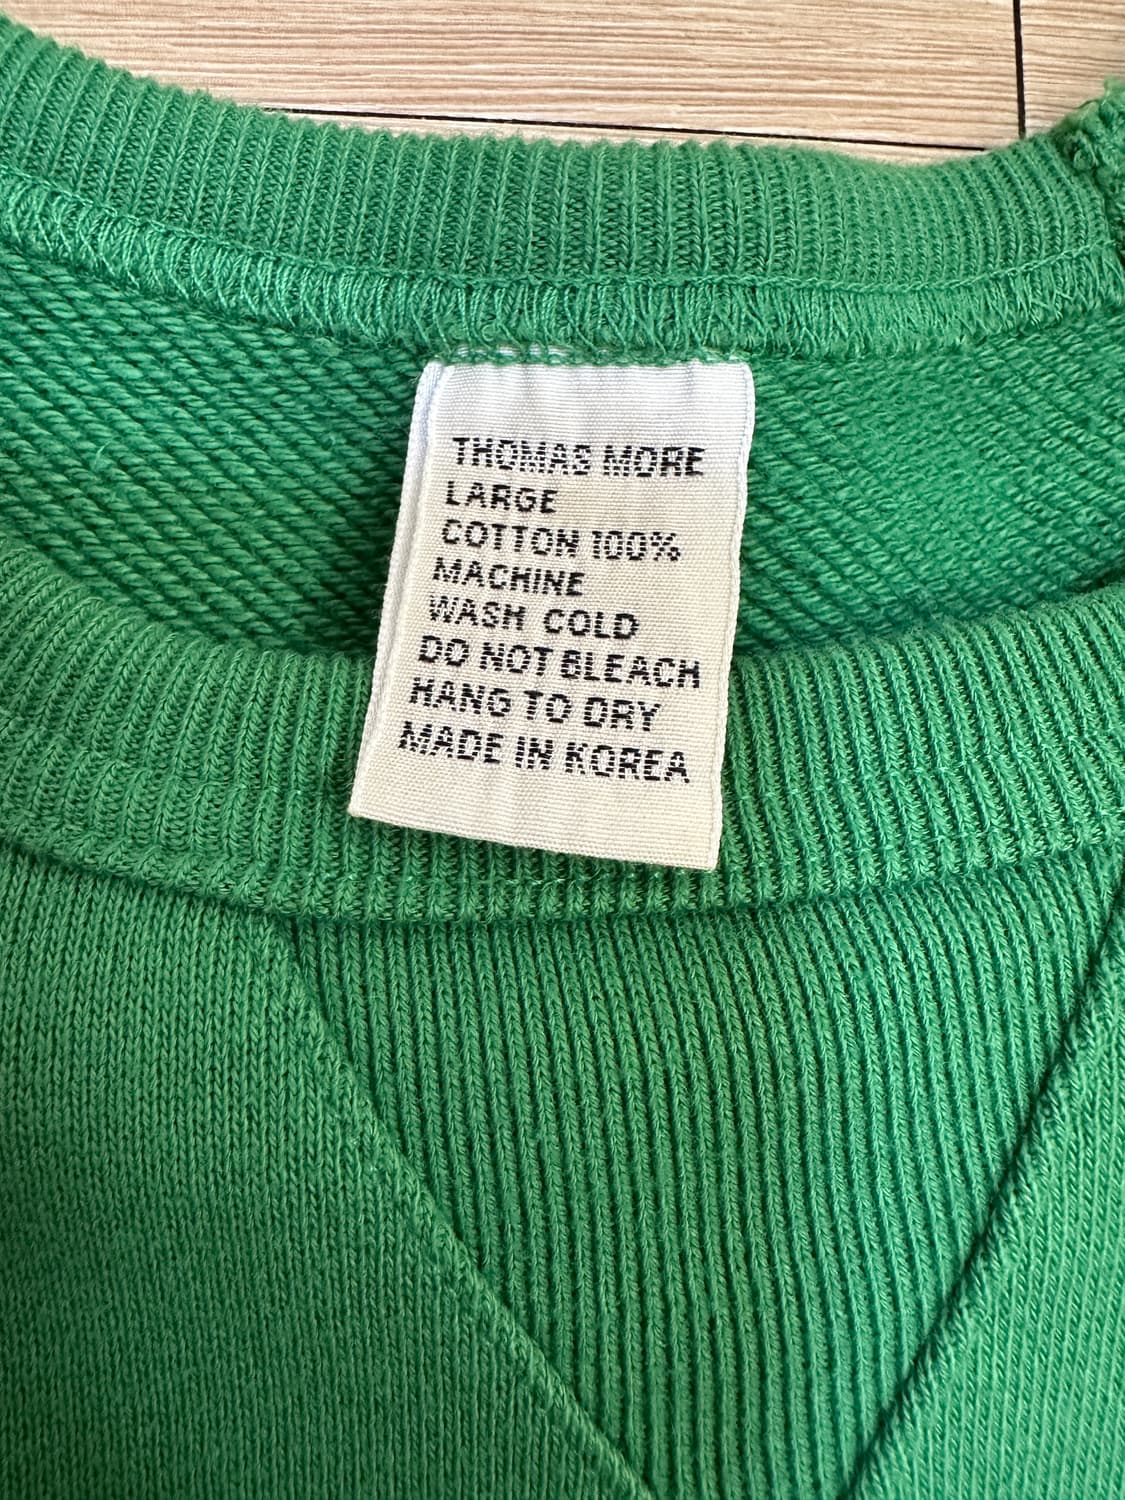 THOMAS MORE
LARGE
COTTON 100%
MACHINE
WASH COLD
DO NOT BLEACH
HANG TO DRY
MADE IN KOREA